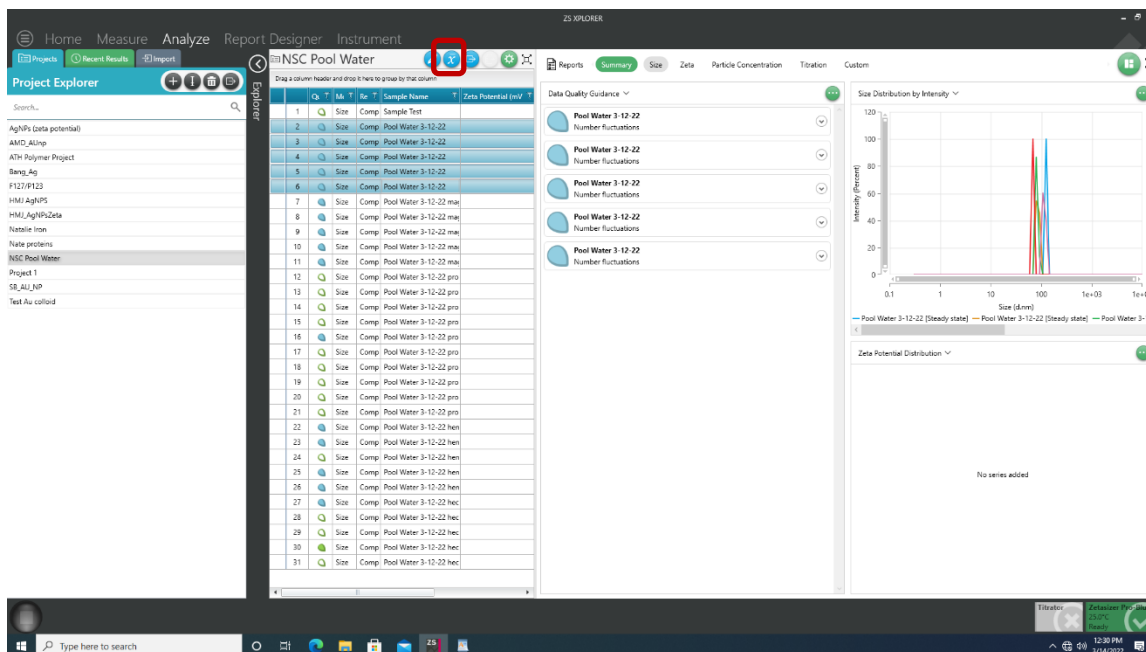 ZS XPLORER
Home Measure Analyze Report Designer Instrument
Projects Recent Results Import
Project Explorer
Search...
AgNPs (zeta potential)
AMD_AUnp
ATH Polymer Project
Bang_Ag
F127/P123
HMJ AgNPS
HMJ_AgNPsZeta
Natalie Iron
Nate proteins
NSC Pool Water
Project 1
SB_AU_NP
Test Au colloid
Explorer
NSC Pool Water
Drag a column header and drop it here to group by that column
Qu Me Re Sample Name Zeta Potential (mV
1 Size Comp Sample Test
2 Size Comp Pool Water 3-12-22
3 Size Comp Pool Water 3-12-22
4 Size Comp Pool Water 3-12-22
5 Size Comp Pool Water 3-12-22
6 Size Comp Pool Water 3-12-22
7 Size Comp Pool Water 3-12-22 mag
8 Size Comp Pool Water 3-12-22 mag
9 Size Comp Pool Water 3-12-22 mag
10 Size Comp Pool Water 3-12-22 mag
11 Size Comp Pool Water 3-12-22 mag
12 Size Comp Pool Water 3-12-22 pro
13 Size Comp Pool Water 3-12-22 pro
14 Size Comp Pool Water 3-12-22 pro
15 Size Comp Pool Water 3-12-22 pro
16 Size Comp Pool Water 3-12-22 pro
17 Size Comp Pool Water 3-12-22 pro
18 Size Comp Pool Water 3-12-22 pro
19 Size Comp Pool Water 3-12-22 pro
20 Size Comp Pool Water 3-12-22 pro
21 Size Comp Pool Water 3-12-22 pro
22 Size Comp Pool Water 3-12-22 hen
23 Size Comp Pool Water 3-12-22 hen
24 Size Comp Pool Water 3-12-22 hen
25 Size Comp Pool Water 3-12-22 hen
26 Size Comp Pool Water 3-12-22 hen
27 Size Comp Pool Water 3-12-22 hec
28 Size Comp Pool Water 3-12-22 hec
29 Size Comp Pool Water 3-12-22 hec
30 Size Comp Pool Water 3-12-22 hec
31 Size Comp Pool Water 3-12-22 hec
Reports Summary Size Zeta Particle Concentration Titration Custom
Data Quality Guidance
Pool Water 3-12-22
Number fluctuations
Pool Water 3-12-22
Number fluctuations
Pool Water 3-12-22
Number fluctuations
Pool Water 3-12-22
Number fluctuations
Pool Water 3-12-22
Number fluctuations
Size Distribution by Intensity
Intensity (Percent)
120
100
80
60
40
20
0
0.1 1 10 100 1e+03 1e+
Size (d.nm)
Pool Water 3-12-22 [Steady state] Pool Water 3-12-22 [Steady state] Pool Water 3-
Zeta Potential Distribution
No series added
Titrator
Zetasizer Pro-Blu
25.0°C
Ready
Type here to search
ZS
12:30 PM
3/14/2022